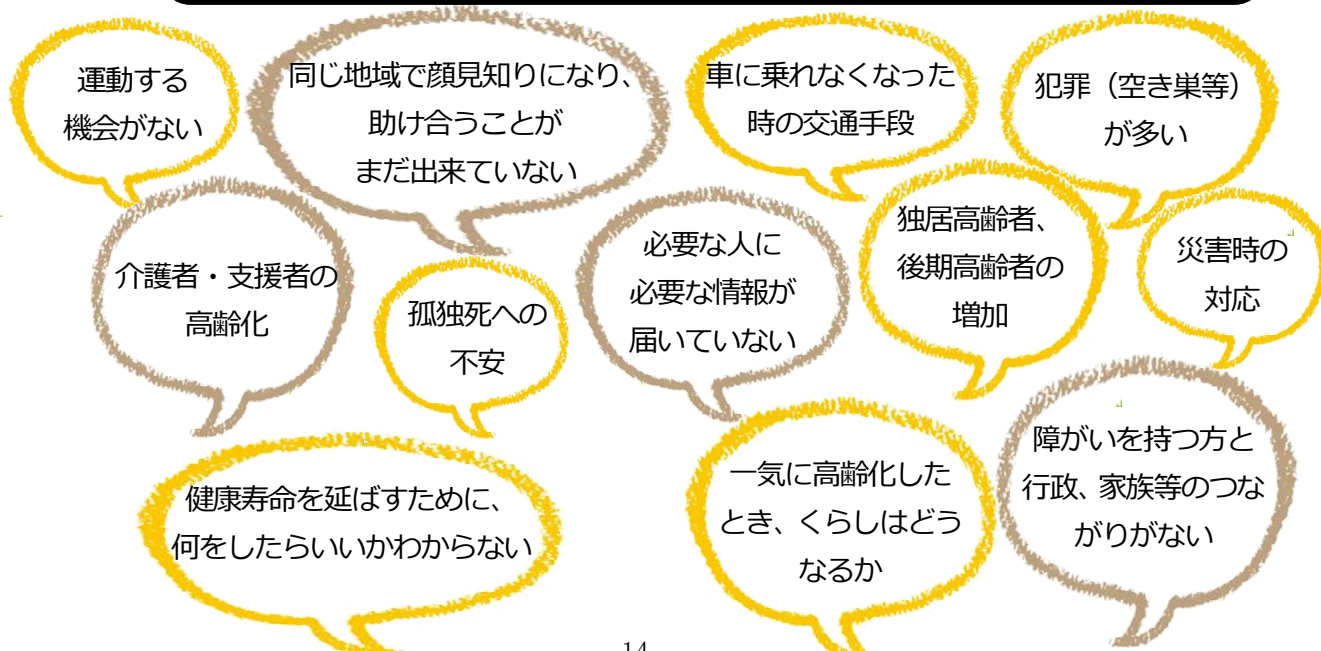 運動する
機会がない
同じ地域で顔見知りになり、
助け合うことが
まだ出来ていない
車に乗れなくなった
時の交通手段
犯罪（空き巣等）
が多い
介護者・支援者の
高齢化
孤独死への
不安
必要な人に
必要な情報が
届いていない
独居高齢者、
後期高齢者の
増加
災害時の
対応
健康寿命を延ばすために、
何をしたらいいかわからない
一気に高齢化した
とき、くらしはどう
なるか
障がいを持つ方と
行政、家族等のつな
がりがない
14